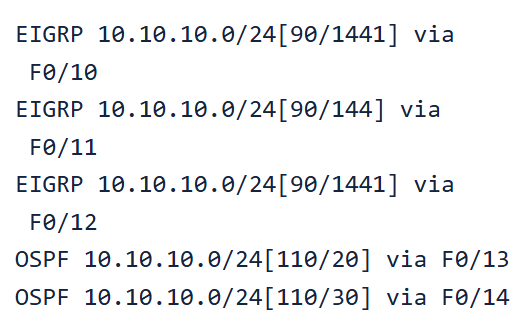 EIGRP 10.10.10.0/24[90/1441] via
F0/10
EIGRP 10.10.10.0/24[90/144] via
F0/11
EIGRP 10.10.10.0/24[90/1441] via
F0/12
OSPF 10.10.10.0/24[110/20] via F0/13
OSPF 10.10.10.0/24[110/30] via F0/14